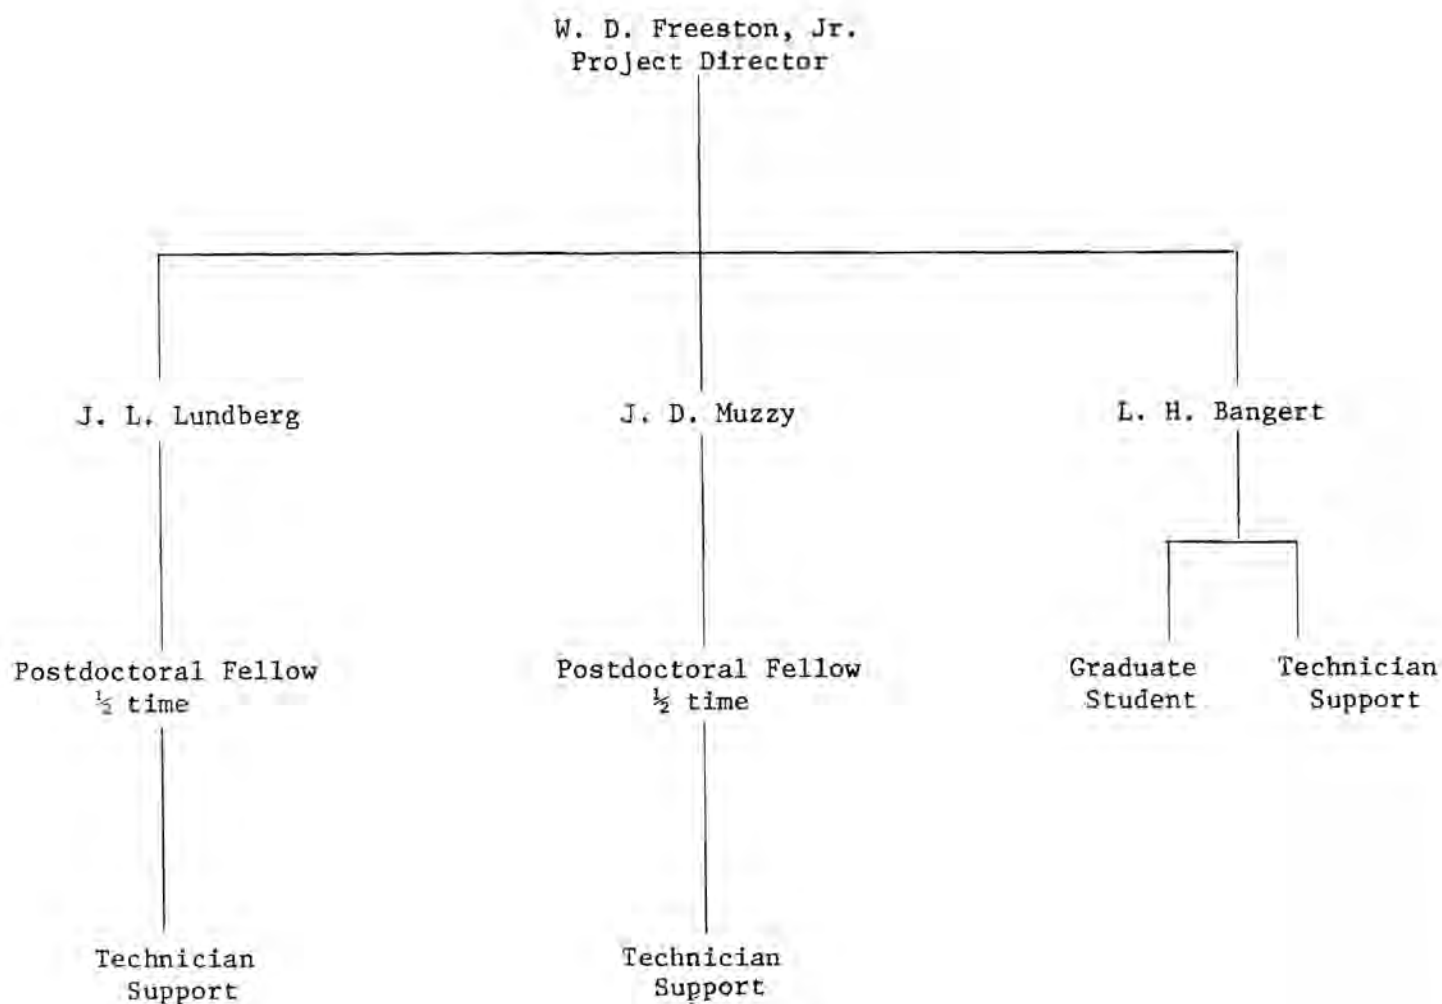 W. D. Freeston, Jr.
Project Director
J. L. Lundberg
J. D. Muzzy
L. H. Bangert
Postdoctoral Fellow
½ time
Postdoctoral Fellow
½ time
Graduate
Student
Technician
Support
Technician
Support
Technician
Support